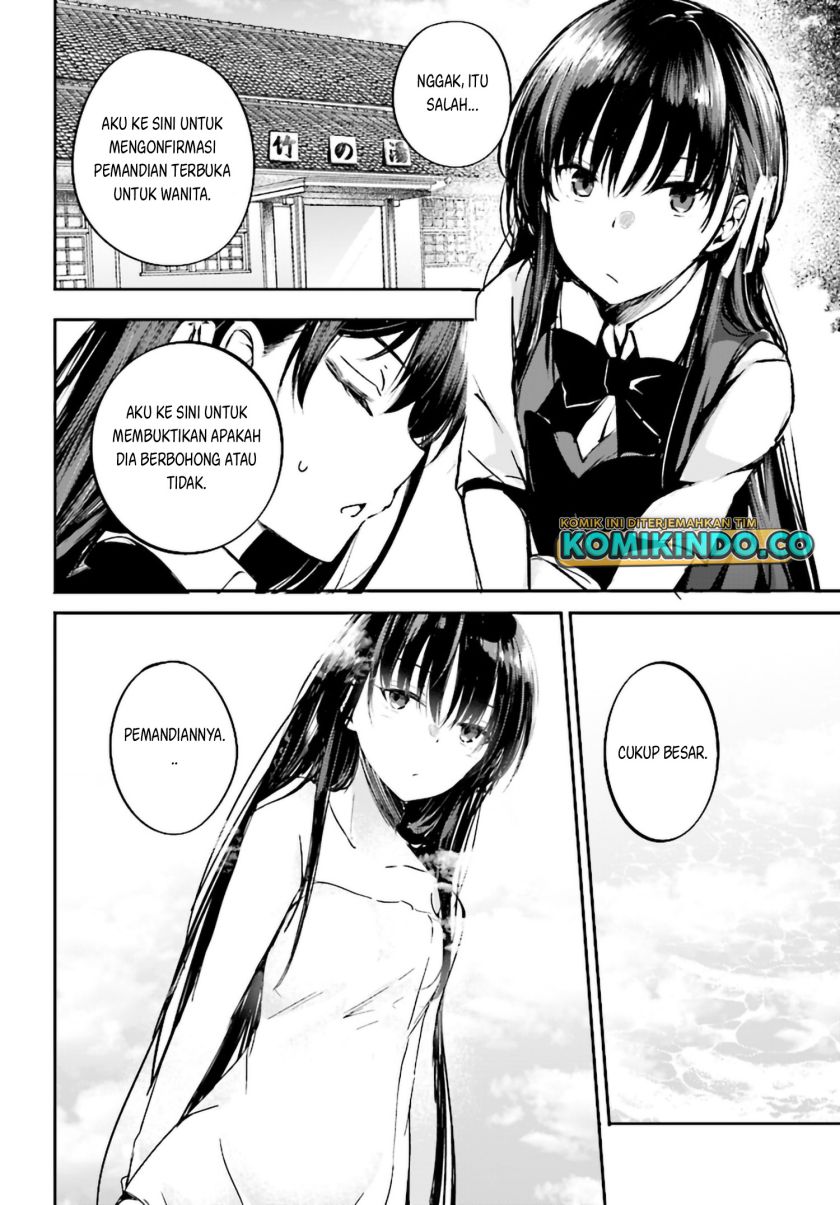 NGGAK, ITU
SALAH...
AKU KE SINI UNTUK
MENGONFIRMASI
PEMANDIAN TERBUKA
UNTUK WANITA.
竹の湯
AKU KE SINI UNTUK
MEMBUKTIKAN APAKAH
DIA BERBOHONG ATAU
TIDAK.
KOMIK INI DITERJEMAHKAN TIM
KOMIKINDO.CO
CUKUP BESAR.
PEMANDIANNYA.
..